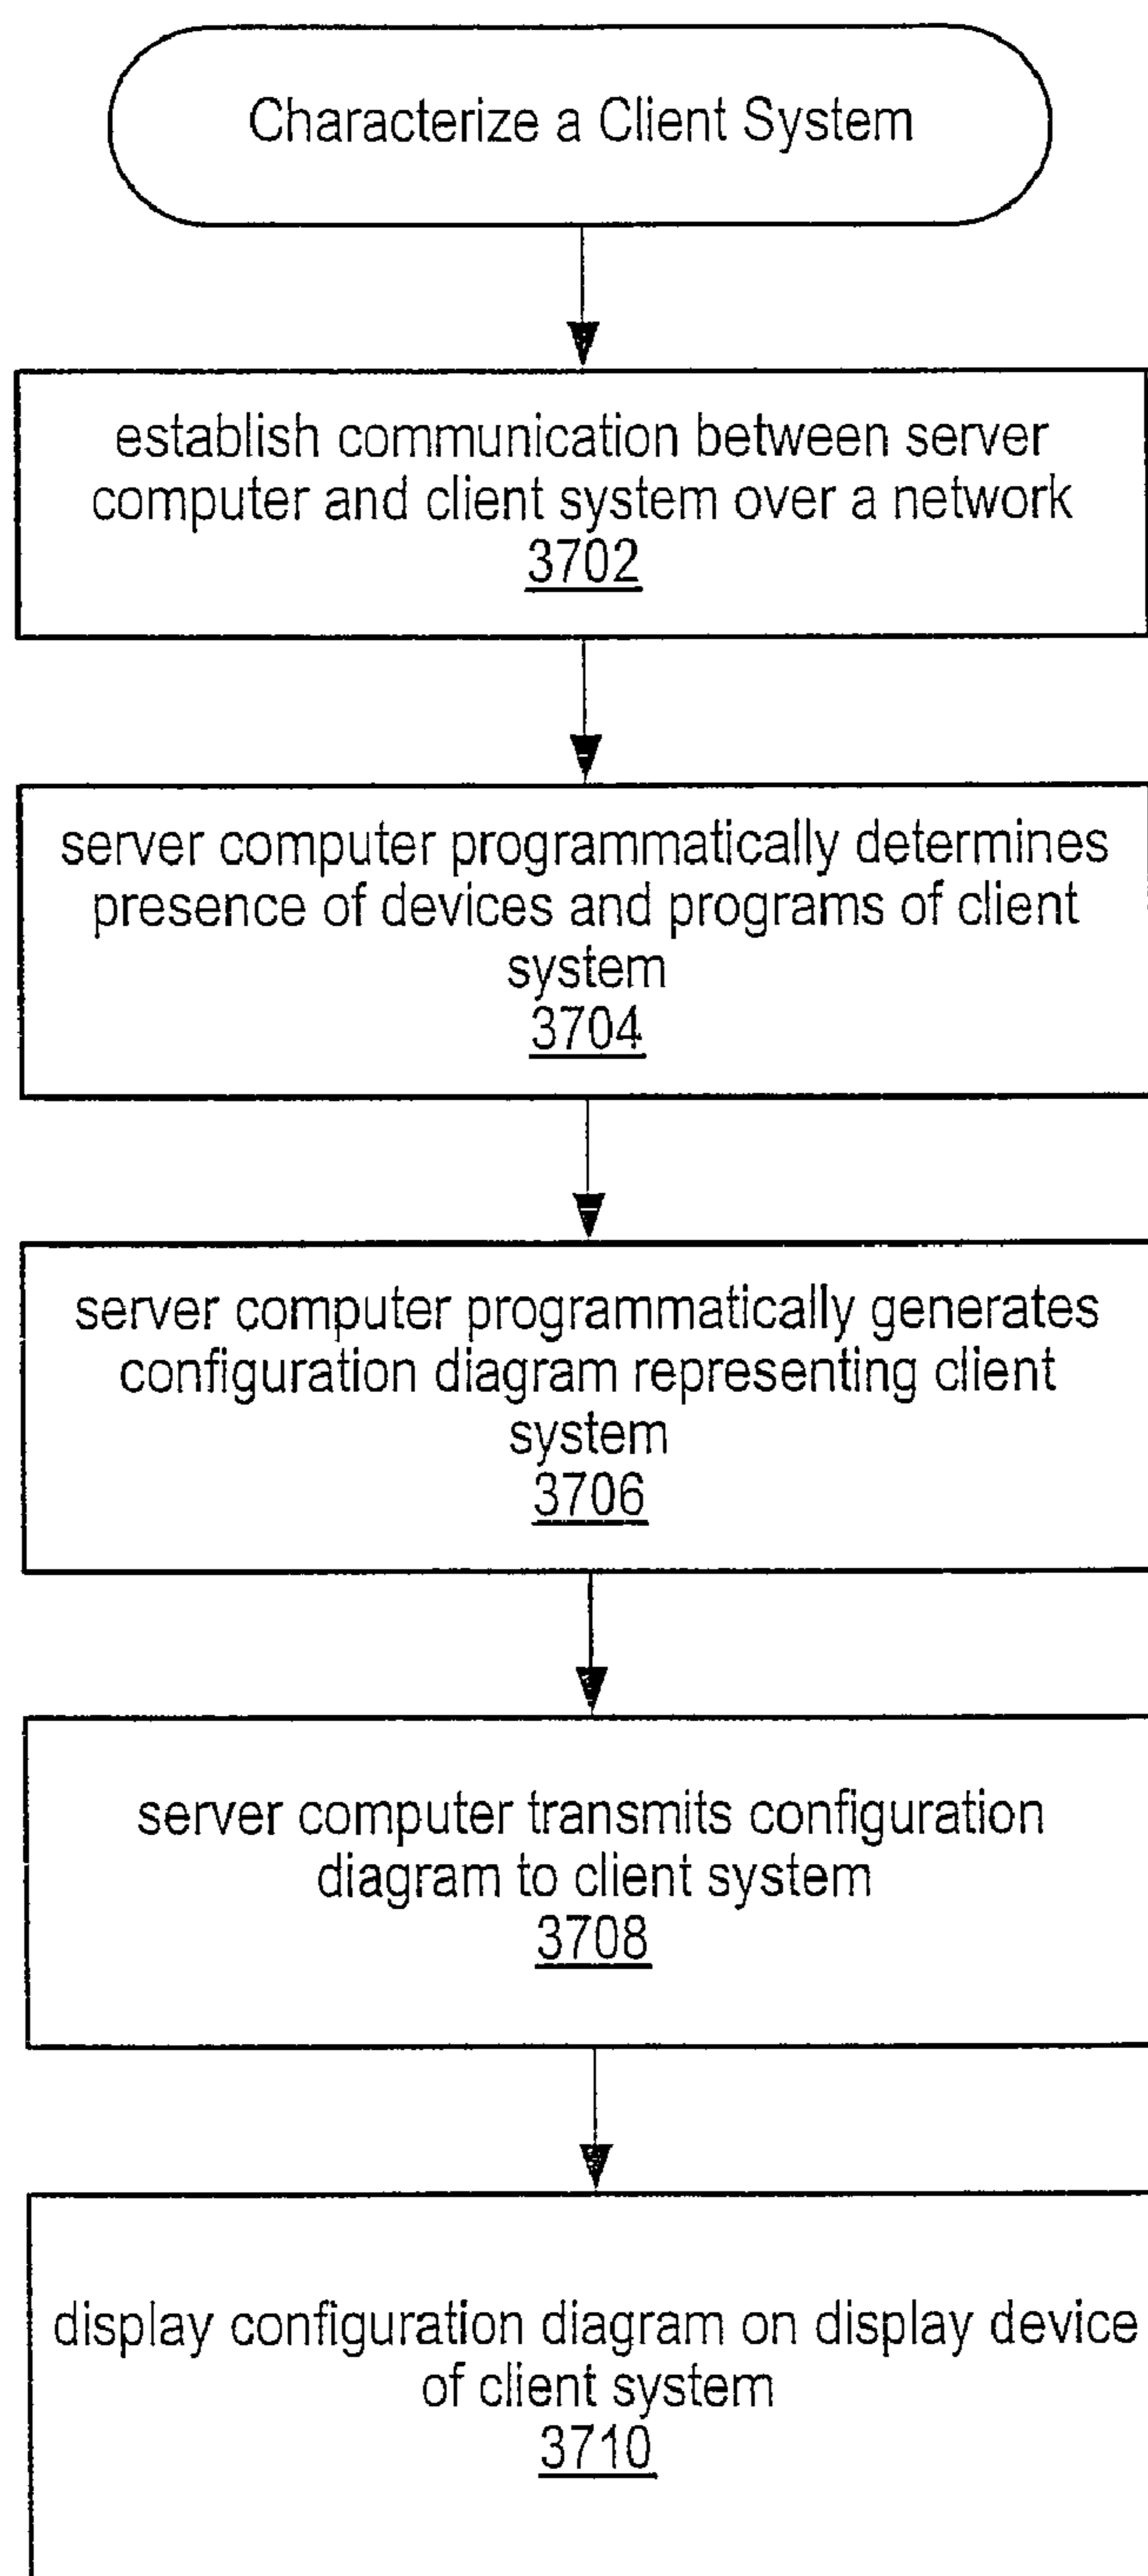 Characterize a Client System
establish communication between server
computer and client system over a network
3702
server computer programmatically determines
presence of devices and programs of client
system
3704
server computer programmatically generates
configuration diagram representing client
system
3706
server computer transmits configuration
diagram to client system
3708
display configuration diagram on display device
of client system
3710